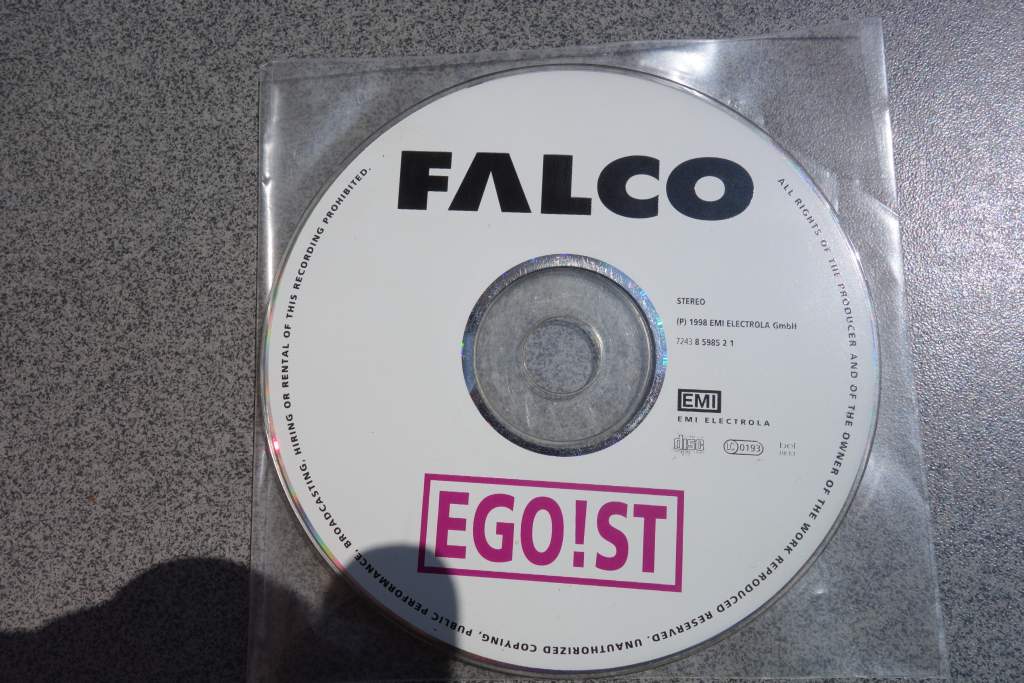 FALCO
STEREO
(P) 1998 EMI ELECTROLA GmbH
7243 8 5985 2 1
EMI
EMI ELECTROLA
disc
LC 0193
EGO!ST
ALL RIGHTS OF THE PRODUCER AND OF THE OWNER OF THE WORK REPRODUCED RESERVED. UNAUTHORIZED COPYING, PUBLIC PERFORMANCE, BROADCASTING, HIRING OR RENTAL OF THIS RECORDING PROHIBITED.